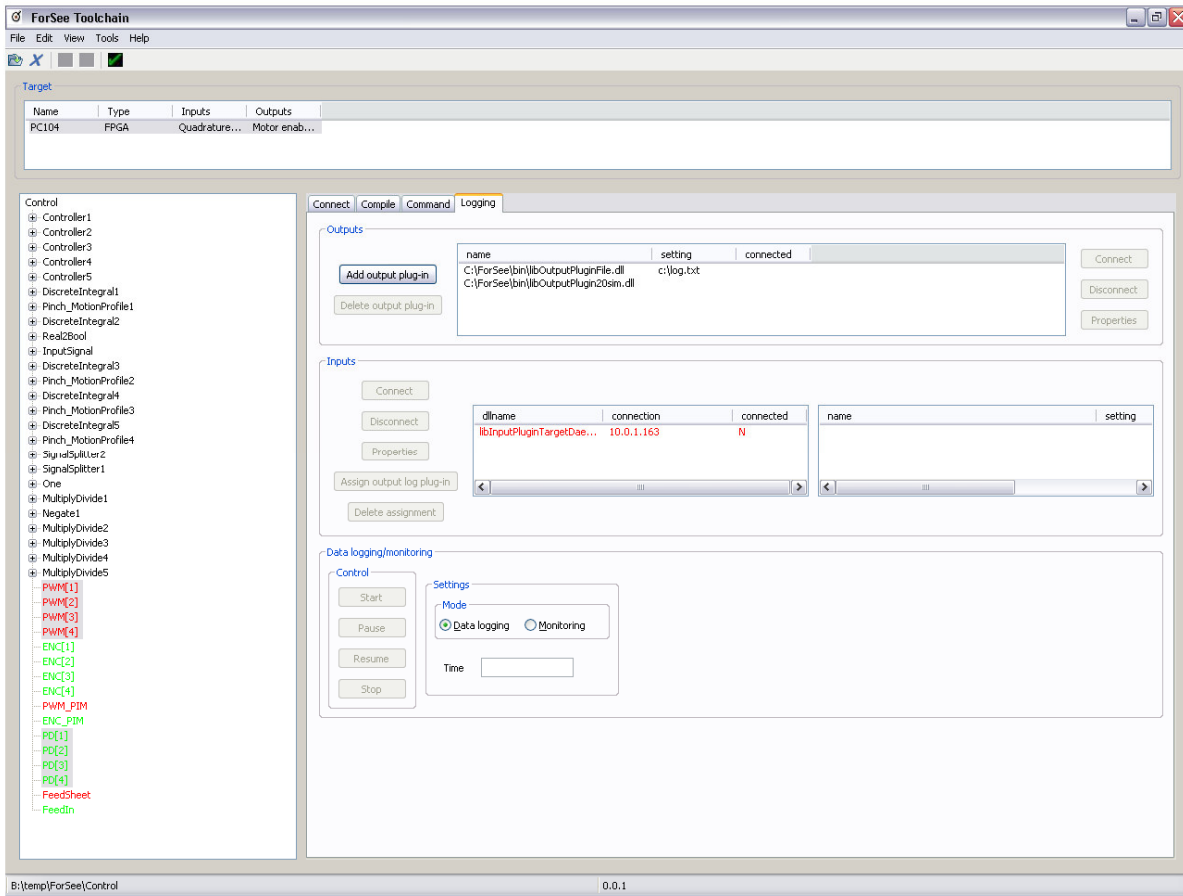 ForSee Toolchain
File Edit View Tools Help
Target
Name Type Inputs Outputs
PC104 FPGA Quadrature... Motor enab...
Control
Controller1
Controller2
Controller3
Controller4
Controller5
DiscreteIntegral1
Pinch_MotionProfile1
DiscreteIntegral2
Real2Bool
InputSignal
DiscreteIntegral3
Pinch_MotionProfile2
DiscreteIntegral4
Pinch_MotionProfile3
DiscreteIntegral5
Pinch_MotionProfile4
SignalSplitter2
SignalSplitter1
One
MultiplyDivide1
Negate1
MultiplyDivide2
MultiplyDivide3
MultiplyDivide4
MultiplyDivide5
PWM[1]
PWM[2]
PWM[3]
PWM[4]
ENC[1]
ENC[2]
ENC[3]
ENC[4]
PWM_PIM
ENC_PIM
PD[1]
PD[2]
PD[3]
PD[4]
FeedSheet
FeedIn
Connect Compile Command Logging
Outputs
Add output plug-in
Delete output plug-in
name setting connected
C:\ForSee\bin\libOutputPluginFile.dll c:\log.txt
C:\ForSee\bin\libOutputPlugin20sim.dll
Connect
Disconnect
Properties
Inputs
Connect
Disconnect
Properties
Assign output log plug-in
Delete assignment
dllname connection connected
libInputPluginTargetDae... 10.0.1.163 N
name setting
Data logging/monitoring
Control
Start
Pause
Resume
Stop
Settings
Mode
Data logging Monitoring
Time
B:\temp\ForSee\Control 0.0.1